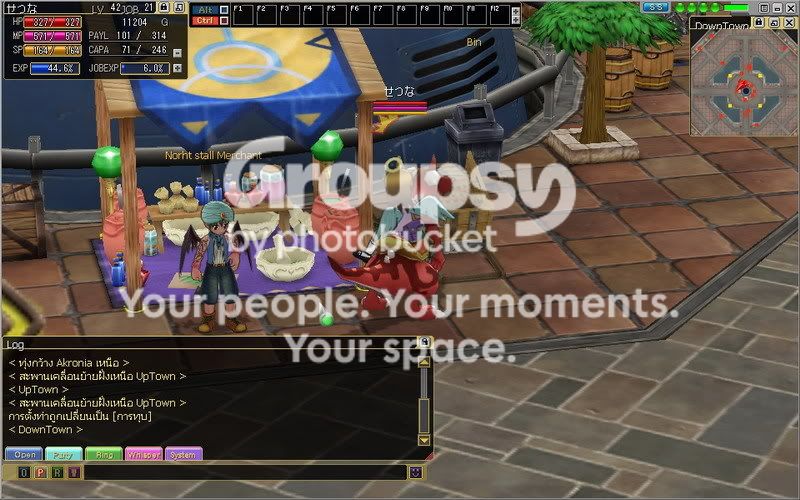 せつな LV 42 JOB 21
HP 327/ 327 11204 G
MP 571/ 571 PAYL 101 / 314
SP 164/ 164 CAPA 71 / 246
EXP 44.6% JOBEXP 6.0%
Alt
Ctrl
F1 F2 F3 F4 F5 F6 F7 F8 F9 F10 F11 F12
SS
DownTown
Bin
せつな
Norht stall Merchant
Groupsy
by photobucket
Your people. Your moments.
Your space.
Log
< ทุ่งกว้าง Akronia เหนือ >
< สะพานเคลื่อนย้ายฝั่งเหนือ UpTown >
< UpTown >
< สะพานเคลื่อนย้ายฝั่งเหนือ UpTown >
การตั้งท่าถูกเปลี่ยนเป็น [การทุบ]
< DownTown >
Open Party Ring Whisper System
O P R W